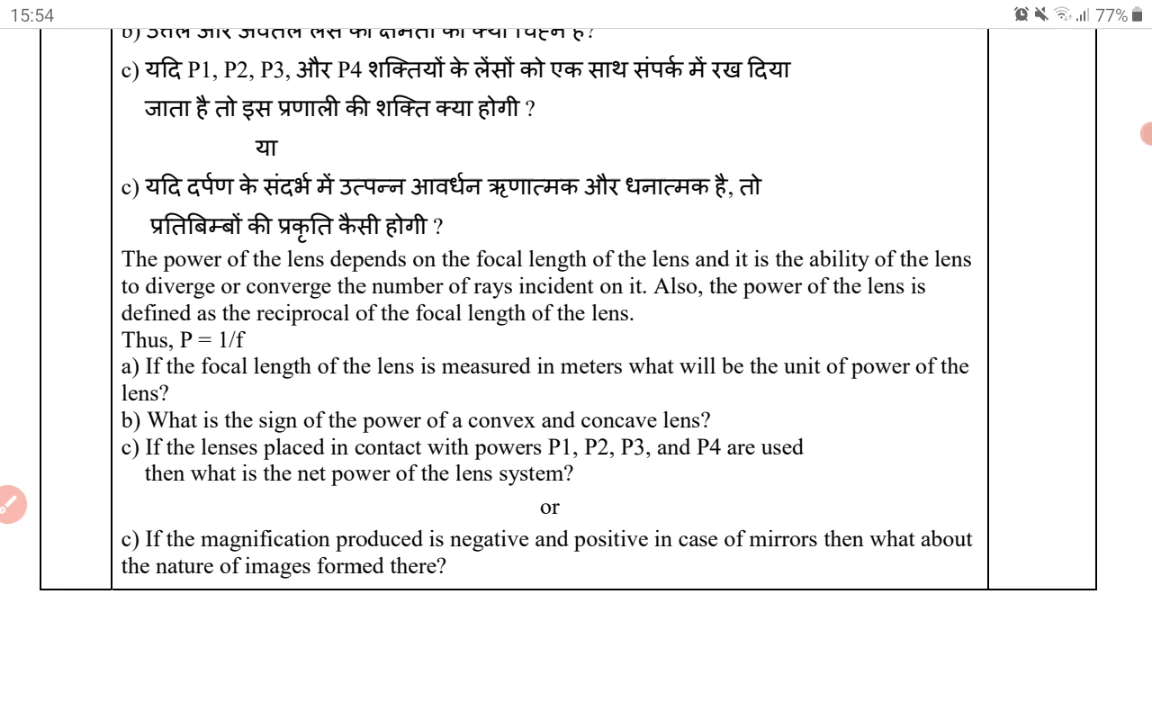 15:54
77%
c) यदि P1, P2, P3, और P4 शक्तियों के लेंसों को एक साथ संपर्क में रख दिया
जाता है तो इस प्रणाली की शक्ति क्या होगी ?
या
c) यदि दर्पण के संदर्भ में उत्पन्न आवर्धन ऋणात्मक और धनात्मक है, तो
प्रतिबिम्बों की प्रकृति कैसी होगी ?
The power of the lens depends on the focal length of the lens and it is the ability of the lens
to diverge or converge the number of rays incident on it. Also, the power of the lens is
defined as the reciprocal of the focal length of the lens.
Thus, P = 1/f
a) If the focal length of the lens is measured in meters what will be the unit of power of the
lens?
b) What is the sign of the power of a convex and concave lens?
c) If the lenses placed in contact with powers P1, P2, P3, and P4 are used
then what is the net power of the lens system?
or
c) If the magnification produced is negative and positive in case of mirrors then what about
the nature of images formed there?